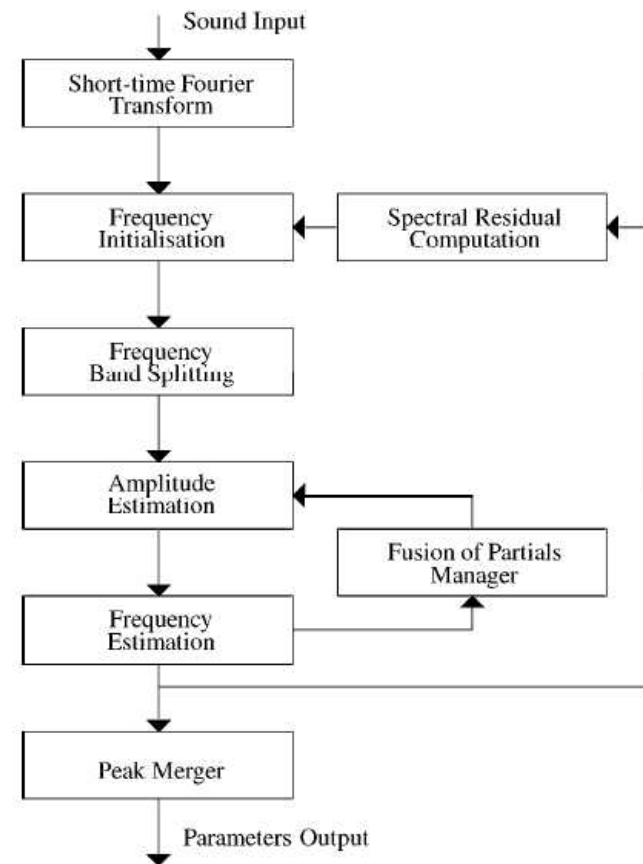 Sound Input
Short-time Fourier
Transform
Frequency
Initialisation
Spectral Residual
Computation
Frequency
Band Splitting
Amplitude
Estimation
Fusion of Partials
Manager
Frequency
Estimation
Peak Merger
Parameters Output